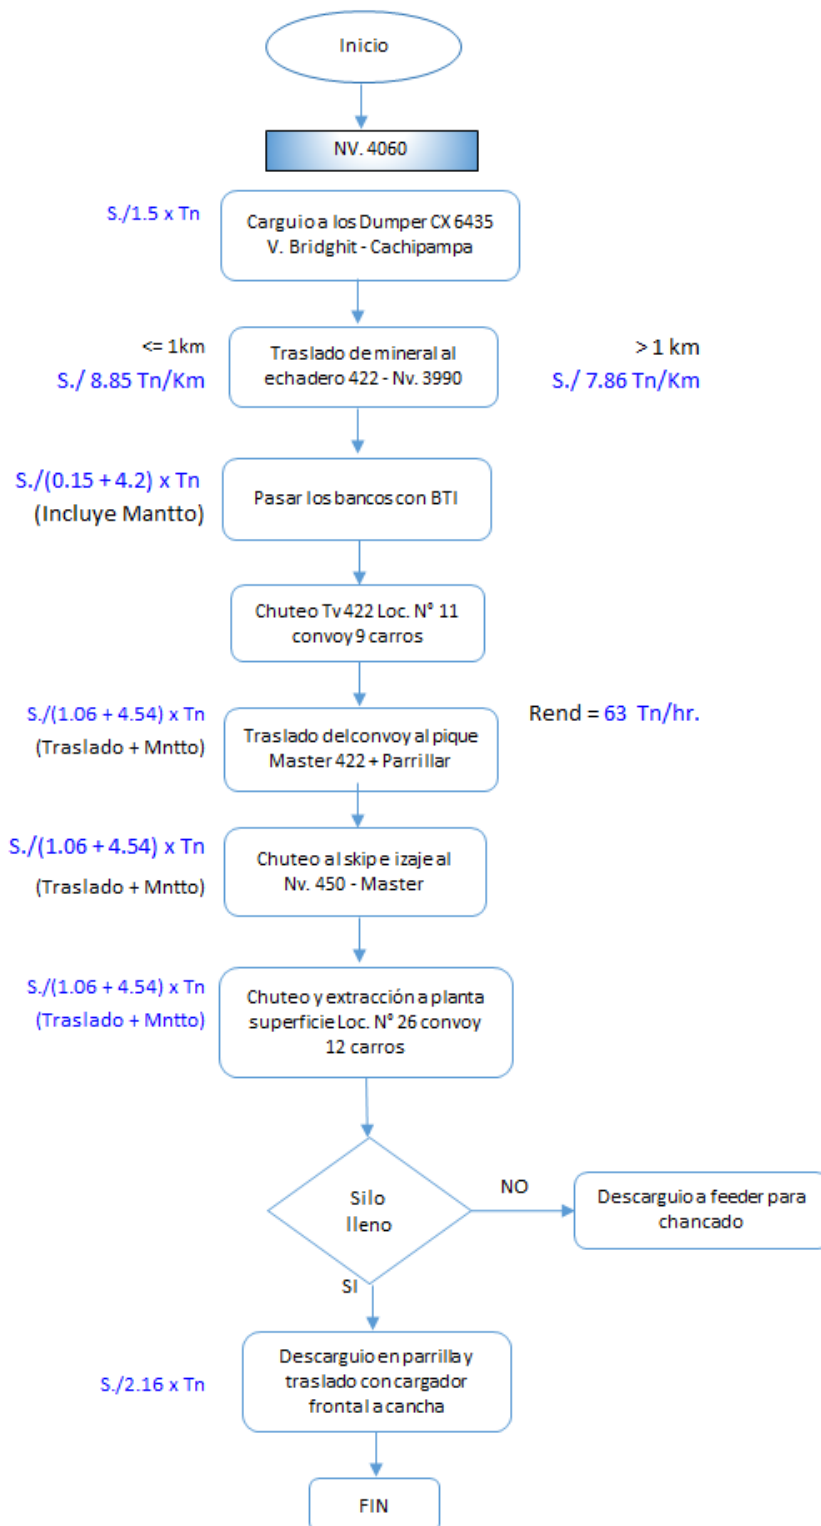 Inicio
NV. 4060
S./1.5 x Tn
Carguio a los Dumper CX 6435
V. Bridghit - Cachipampa
<= 1km
S./ 8.85 Tn/Km
Traslado de mineral al
echadero 422 - Nv. 3990
> 1 km
S./ 7.86 Tn/Km
S./(0.15 + 4.2) x Tn
(Incluye Mantto)
Pasar los bancos con BTI
Chuteo Tv 422 Loc. N° 11
convoy 9 carros
S./(1.06 + 4.54) x Tn
(Traslado + Mntto)
Traslado del convoy al pique
Master 422 + Parrillar
Rend = 63 Tn/hr.
S./(1.06 + 4.54) x Tn
(Traslado + Mntto)
Chuteo al skip e izaje al
Nv. 450 - Master
S./(1.06 + 4.54) x Tn
(Traslado + Mntto)
Chuteo y extracción a planta
superficie Loc. N° 26 convoy
12 carros
Silo
lleno
NO
Descarguio a feeder para
chancado
SI
S./2.16 x Tn
Descarguio en parrilla y
traslado con cargador
frontal a cancha
FIN